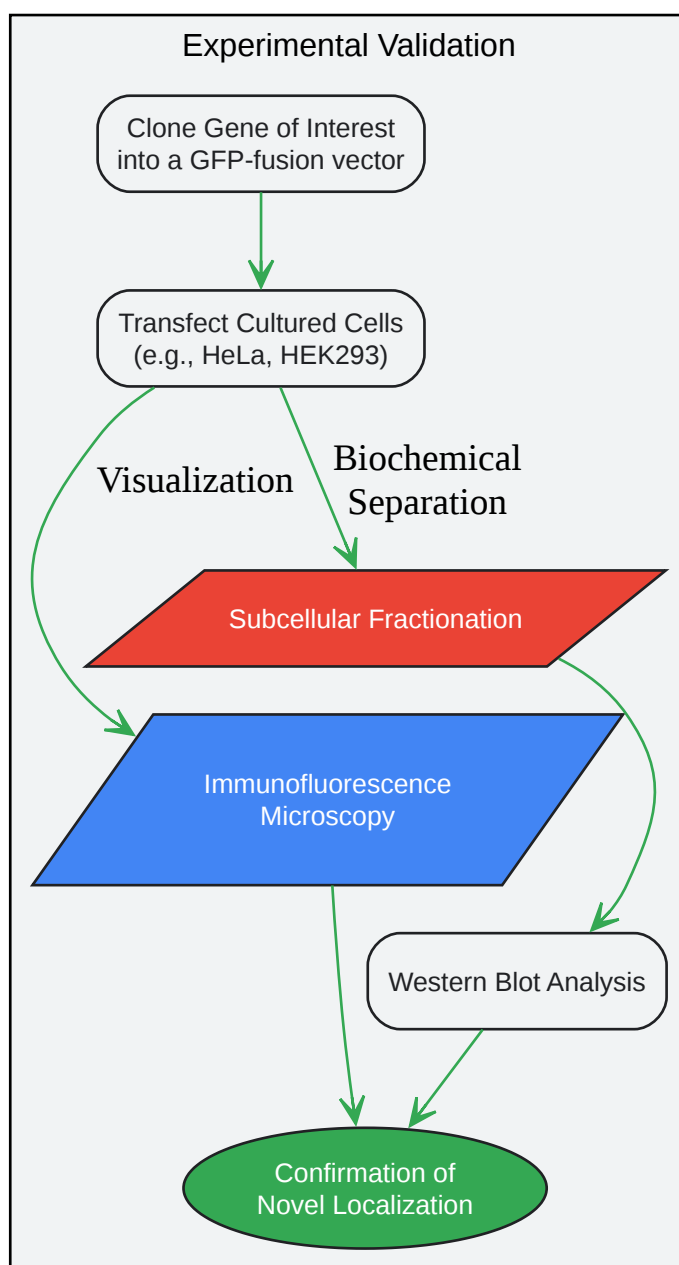 Experimental Validation
Clone Gene of Interest
into a GFP-fusion vector
Transfect Cultured Cells
(e.g., HeLa, HEK293)
Visualization
Biochemical
Separation
Subcellular Fractionation
Immunofluorescence
Microscopy
Western Blot Analysis
Confirmation of
Novel Localization